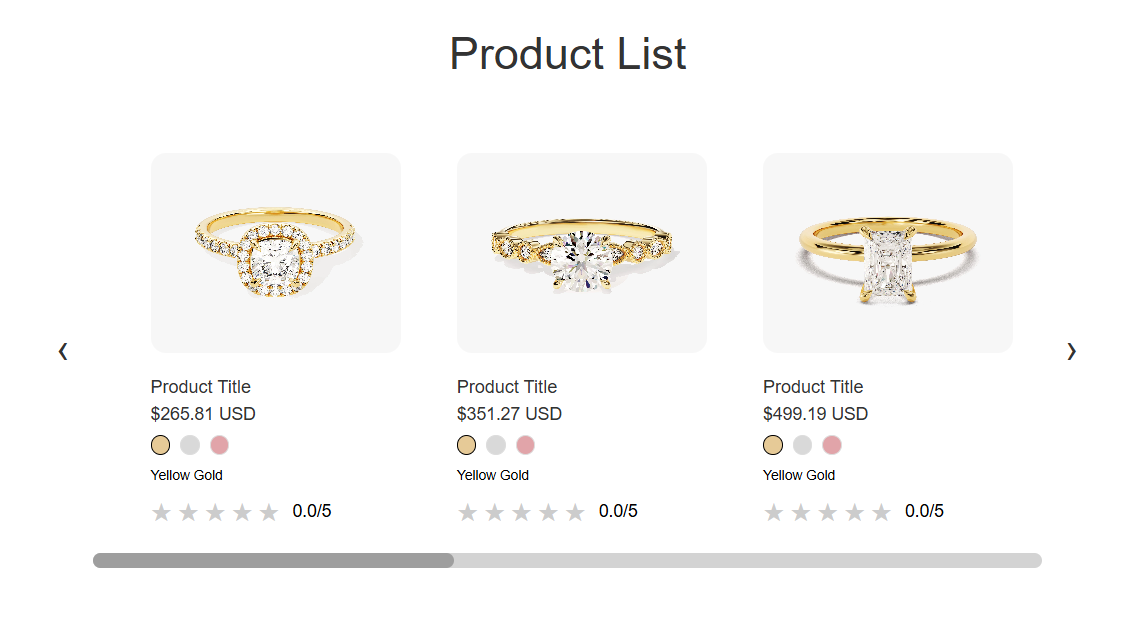 Product List
❮
❯
Product Title
$265.81 USD
Yellow Gold
★ ★ ★ ★ ★ 0.0/5
Product Title
$351.27 USD
Yellow Gold
★ ★ ★ ★ ★ 0.0/5
Product Title
$499.19 USD
Yellow Gold
★ ★ ★ ★ ★ 0.0/5